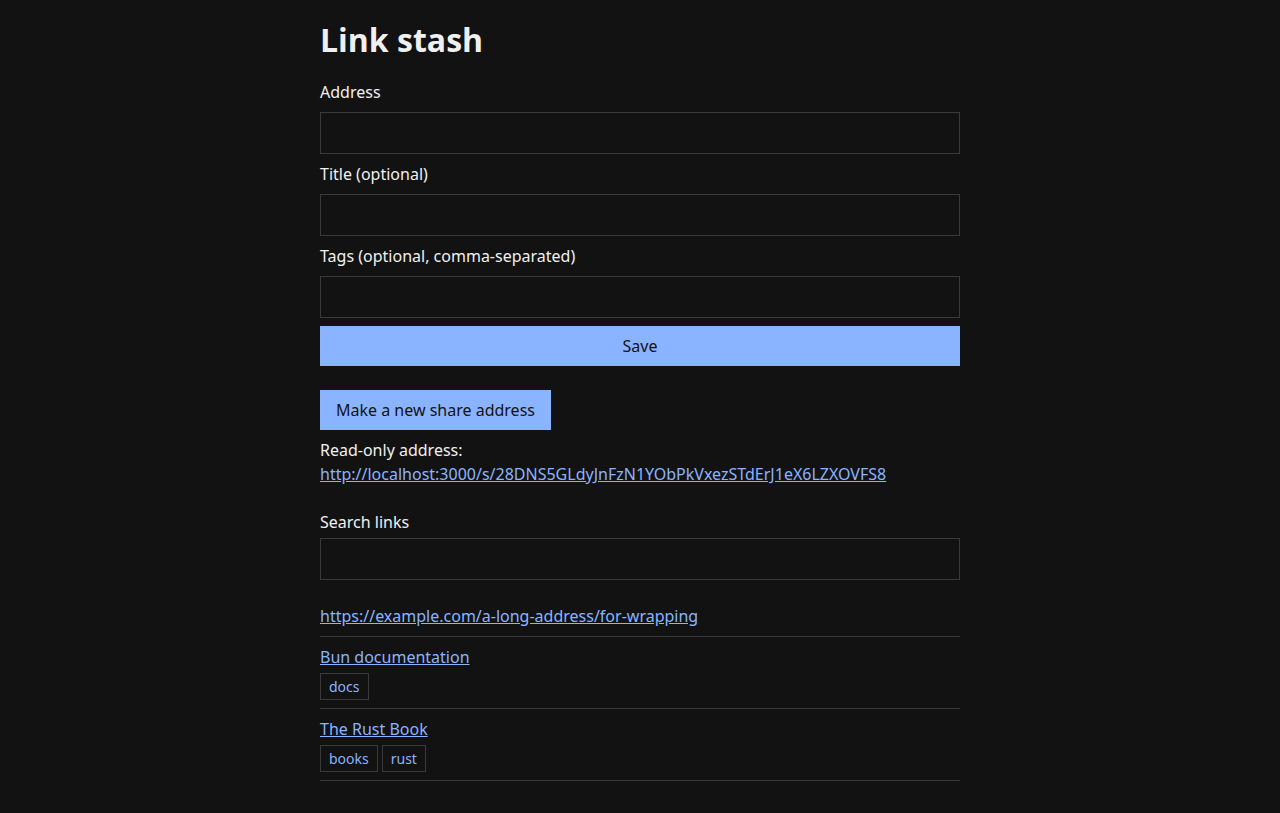 Link stash
Address
Title (optional)
Tags (optional, comma-separated)
Save
Make a new share address
Read-only address:
http://localhost:3000/s/28DNS5GLdyJnFzN1YObPkVxezSTdErJ1eX6LZXOVFS8
Search links
https://example.com/a-long-address/for-wrapping
Bun documentation
docs
The Rust Book
books rust